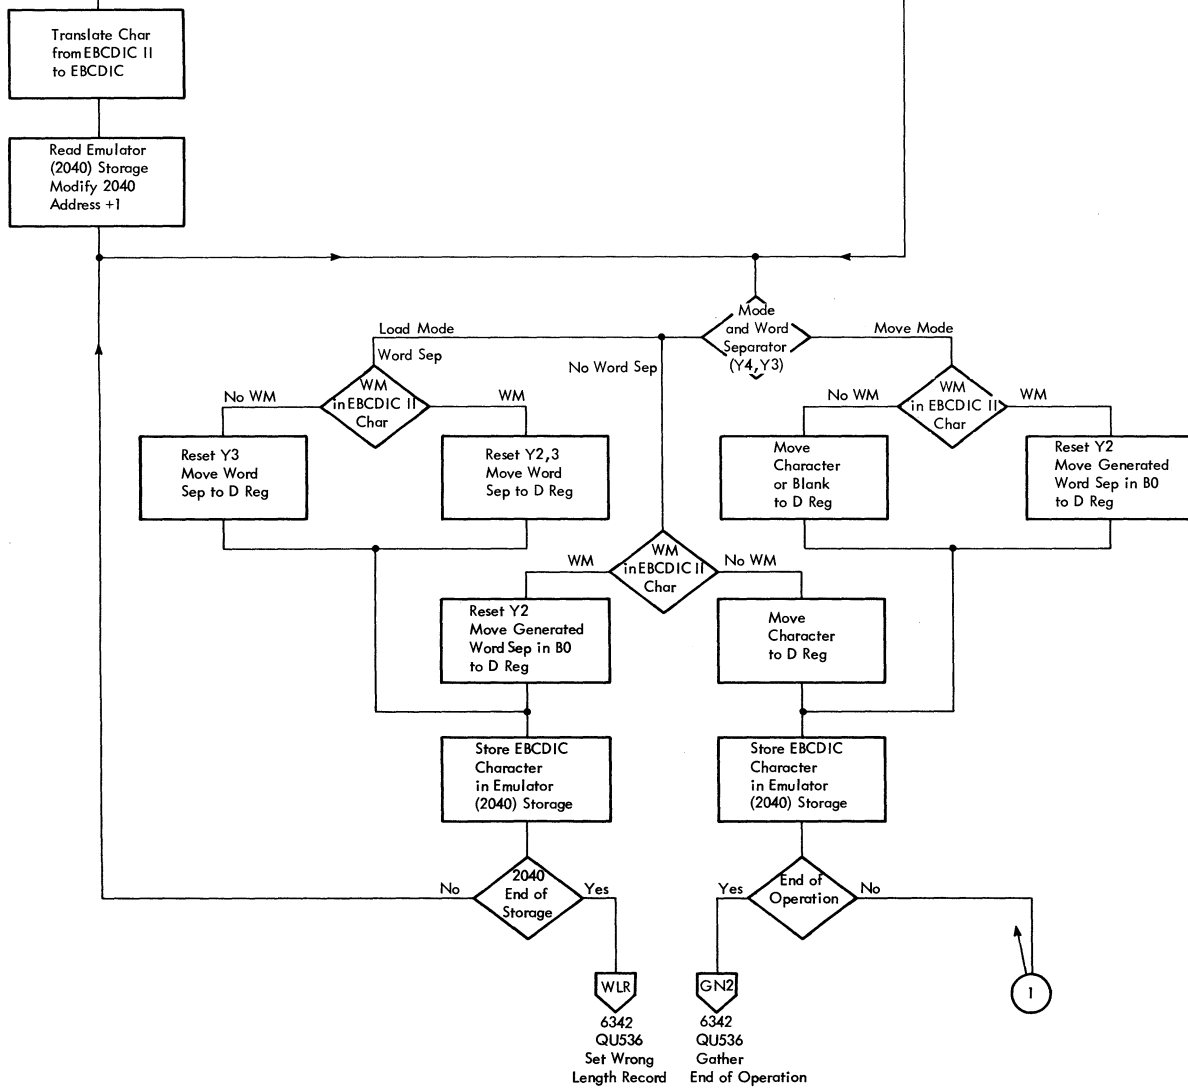 Translate Char
from EBCDIC II
to EBCDIC
Read Emulator
(2040) Storage
Modify 2040
Address +1
Mode
and Word
Separator
(Y4, Y3)
Load Mode
Word Sep
No Word Sep
Move Mode
WM
in EBCDIC II
Char
No WM
WM
Reset Y3
Move Word
Sep to D Reg
Reset Y2,3
Move Word
Sep to D Reg
WM
in EBCDIC II
Char
No WM
WM
Move
Character
or Blank
to D Reg
Reset Y2
Move Generated
Word Sep in B0
to D Reg
WM
in EBCDIC II
Char
WM
No WM
Reset Y2
Move Generated
Word Sep in B0
to D Reg
Move
Character
to D Reg
Store EBCDIC
Character
in Emulator
(2040) Storage
Store EBCDIC
Character
in Emulator
(2040) Storage
2040
End of
Storage
No
Yes
End of
Operation
Yes
No
WLR
6342
QU536
Set Wrong
Length Record
GN2
6342
QU536
Gather
End of Operation
1